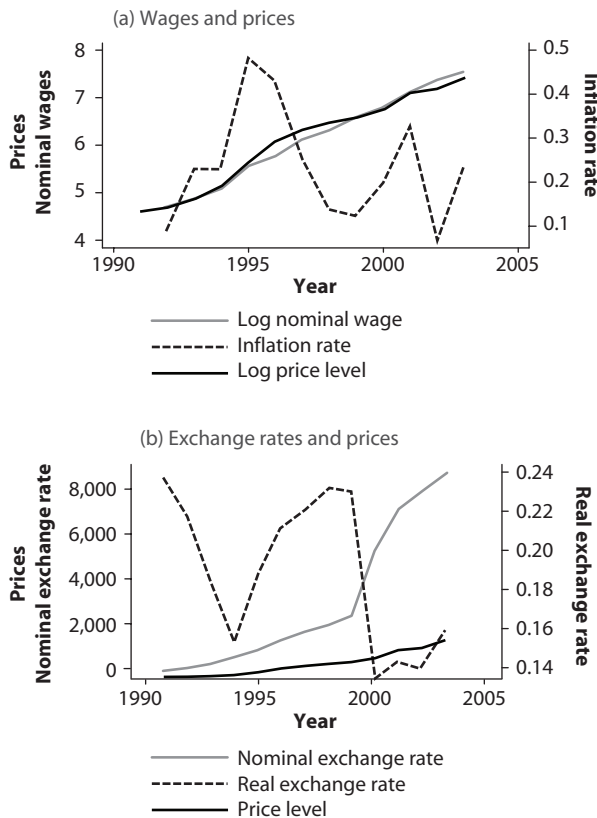 (a) Wages and prices
8
7
6
5
4
Prices
Nominal wages
0.5
0.4
0.3
0.2
0.1
Inflation rate
1990 1995 2000 2005
Year
Log nominal wage
Inflation rate
Log price level
(b) Exchange rates and prices
8,000
6,000
4,000
2,000
0
Prices
Nominal exchange rate
0.24
0.22
0.20
0.18
0.16
0.14
Real exchange rate
1990 1995 2000 2005
Year
Nominal exchange rate
Real exchange rate
Price level